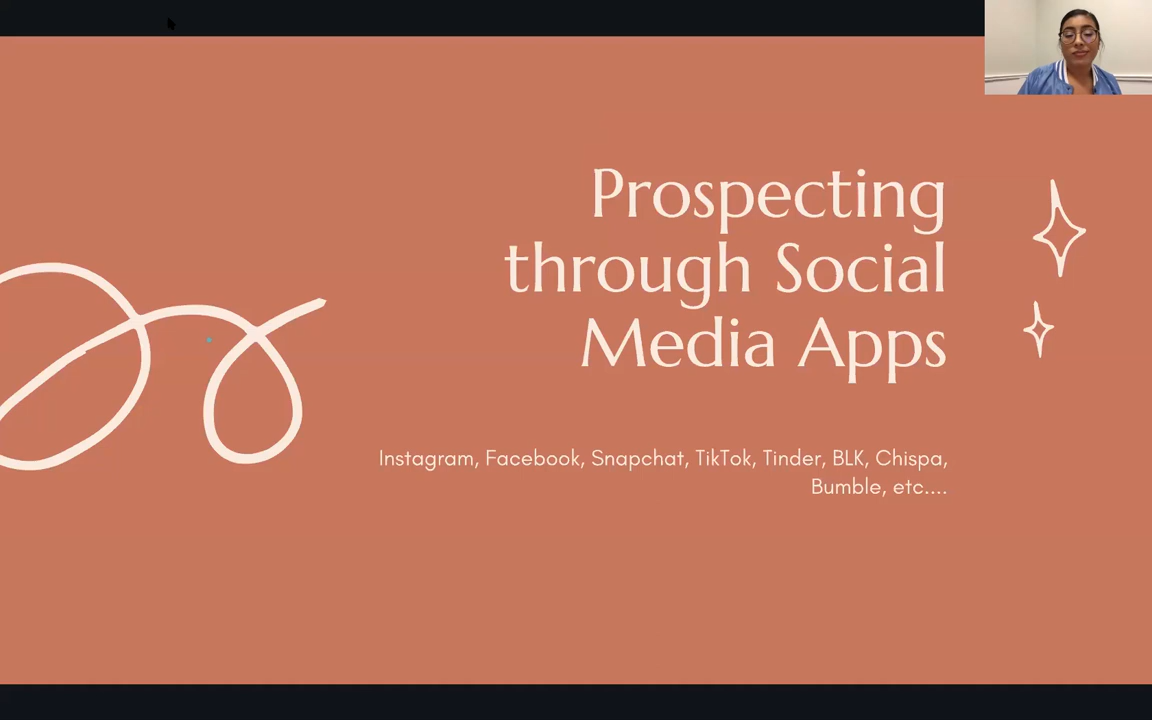 Prospecting
through Social
Media Apps
Instagram, Facebook, Snapchat, TikTok, Tinder, BLK, Chispa,
Bumble, etc....